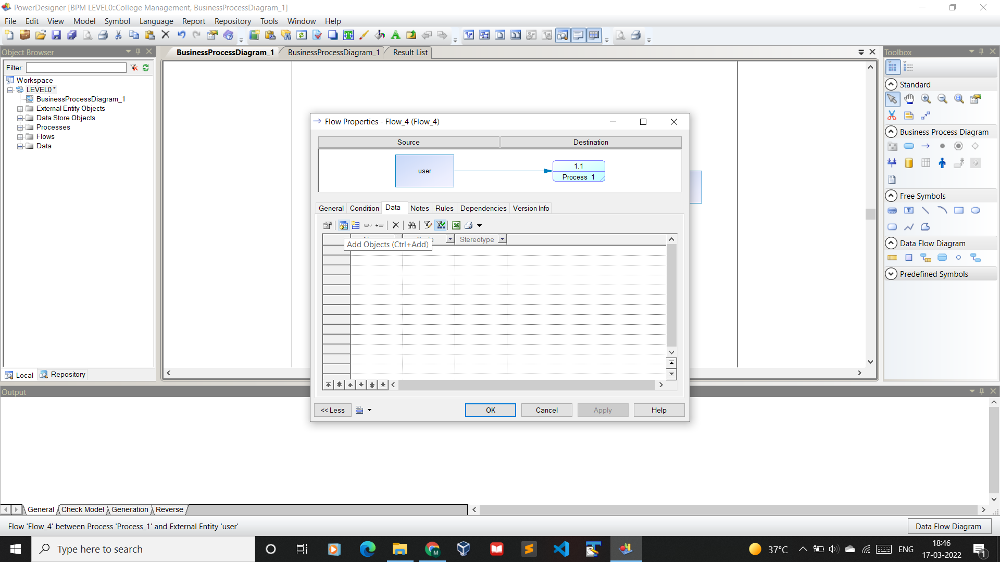 PowerDesigner [BPM LEVEL0::College Management, BusinessProcessDiagram_1]
File Edit View Model Symbol Language Report Repository Tools Window Help
Object Browser
BusinessProcessDiagram_1 BusinessProcessDiagram_1 Result List
Toolbox
Filter:
Workspace
LEVEL0 *
BusinessProcessDiagram_1
External Entity Objects
Data Store Objects
Processes
Flows
Data
Local Repository
Flow Properties - Flow_4 (Flow_4)
Source Destination
user
1.1
Process_1
General Condition Data Notes Rules Dependencies Version Info
Stereotype
Add Objects (Ctrl+Add)
<< Less OK Cancel Apply Help
Standard
Business Process Diagram
Free Symbols
Data Flow Diagram
Predefined Symbols
Output
General Check Model Generation Reverse
Flow 'Flow_4' between Process 'Process_1' and External Entity 'user'
Data Flow Diagram
Type here to search
37°C
ENG
18:46
17-03-2022
1